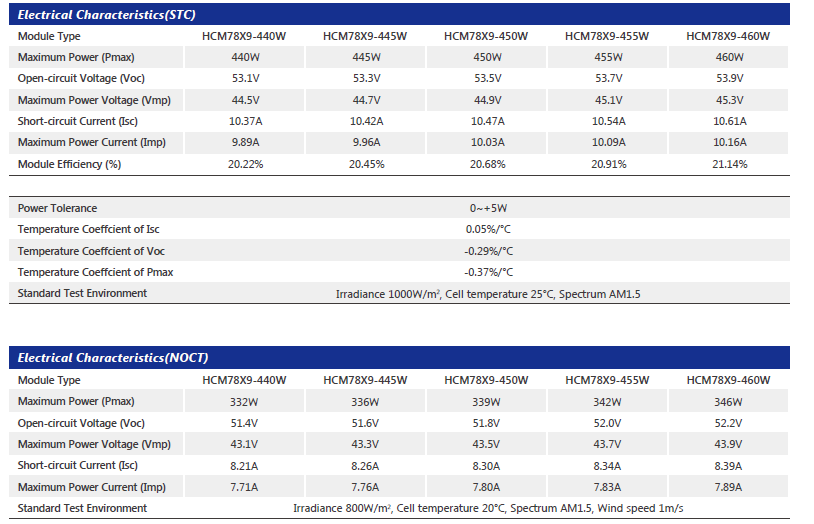 Electrical Characteristics(STC)
Module Type HCM78X9-440W HCM78X9-445W HCM78X9-450W HCM78X9-455W HCM78X9-460W
Maximum Power (Pmax) 440W 445W 450W 455W 460W
Open-circuit Voltage (Voc) 53.1V 53.3V 53.5V 53.7V 53.9V
Maximum Power Voltage (Vmp) 44.5V 44.7V 44.9V 45.1V 45.3V
Short-circuit Current (Isc) 10.37A 10.42A 10.47A 10.54A 10.61A
Maximum Power Current (Imp) 9.89A 9.96A 10.03A 10.09A 10.16A
Module Efficiency (%) 20.22% 20.45% 20.68% 20.91% 21.14%
Power Tolerance 0~+5W
Temperature Coeffcient of Isc 0.05%/°C
Temperature Coeffcient of Voc -0.29%/°C
Temperature Coeffcient of Pmax -0.37%/°C
Standard Test Environment Irradiance 1000W/m², Cell temperature 25°C, Spectrum AM1.5
Electrical Characteristics(NOCT)
Module Type HCM78X9-440W HCM78X9-445W HCM78X9-450W HCM78X9-455W HCM78X9-460W
Maximum Power (Pmax) 332W 336W 339W 342W 346W
Open-circuit Voltage (Voc) 51.4V 51.6V 51.8V 52.0V 52.2V
Maximum Power Voltage (Vmp) 43.1V 43.3V 43.5V 43.7V 43.9V
Short-circuit Current (Isc) 8.21A 8.26A 8.30A 8.34A 8.39A
Maximum Power Current (Imp) 7.71A 7.76A 7.80A 7.83A 7.89A
Standard Test Environment Irradiance 800W/m², Cell temperature 20°C, Spectrum AM1.5, Wind speed 1m/s